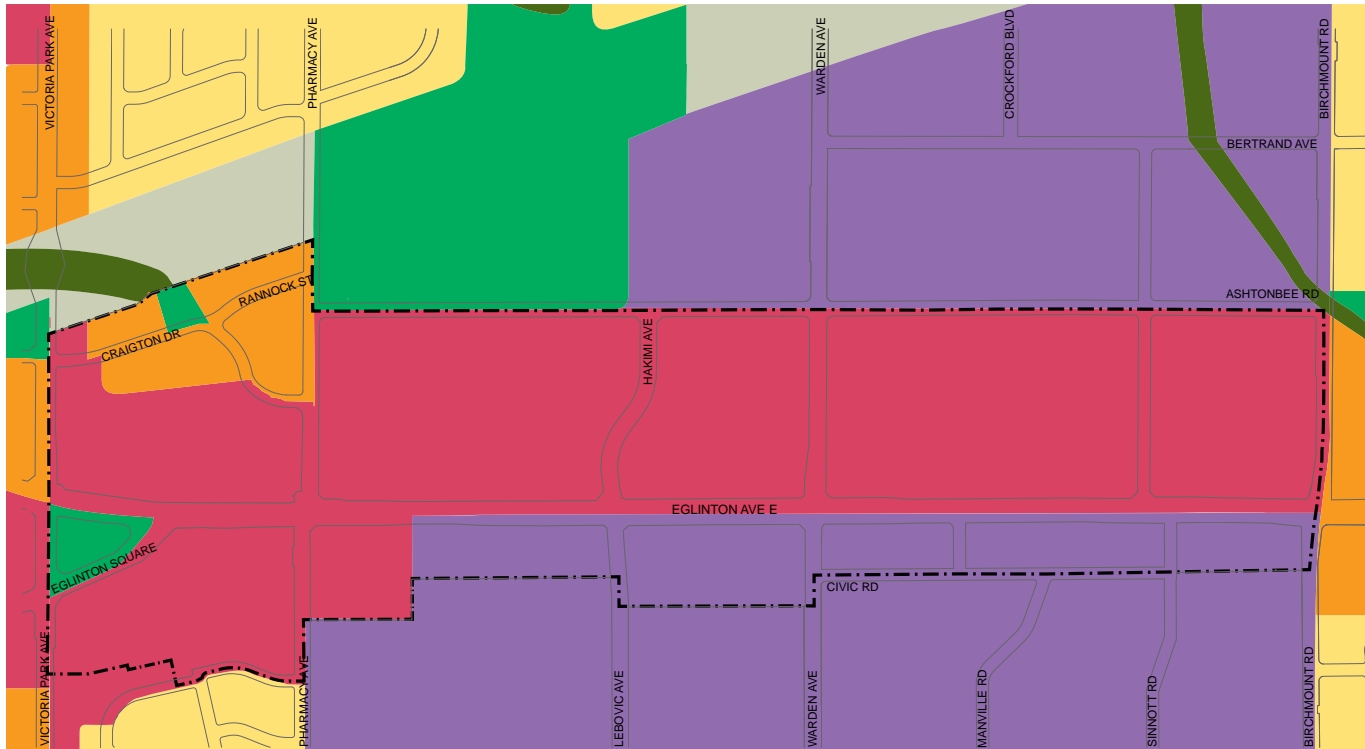 VICTORIA PARK AVE
PHARMACY AVE
WARDEN AVE
CROCKFORD BLVD
BIRCHMOUNT RD
BERTRAND AVE
RANNOCK ST
ASHTONBEE RD
CRAIGTON DR
HAKIMI AVE
EGLINTON AVE E
EGLINTON SQUARE
CIVIC RD
VICTORIA PARK AVE
PHARMACY AVE
LEBOVIC AVE
WARDEN AVE
MANVILLE RD
SINNOTT RD
BIRCHMOUNT RD